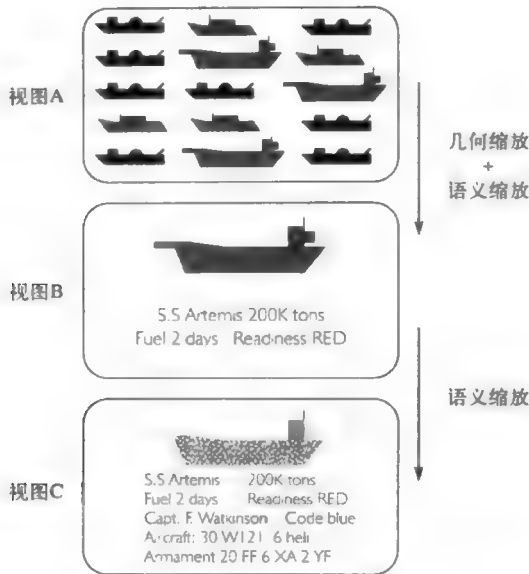 视图A
几何缩放
+
语义缩放
视图B
S.S Artemis 200K tons
Fuel 2 days Readiness RED
语义缩放
视图C
S.S Artemis 200K tons
Fuel 2 days Readiness RED
Capt. F. Watkinson Code blue
Aircraft: 30 W121 6 heli
Armament 20 FF 6 XA 2 YF